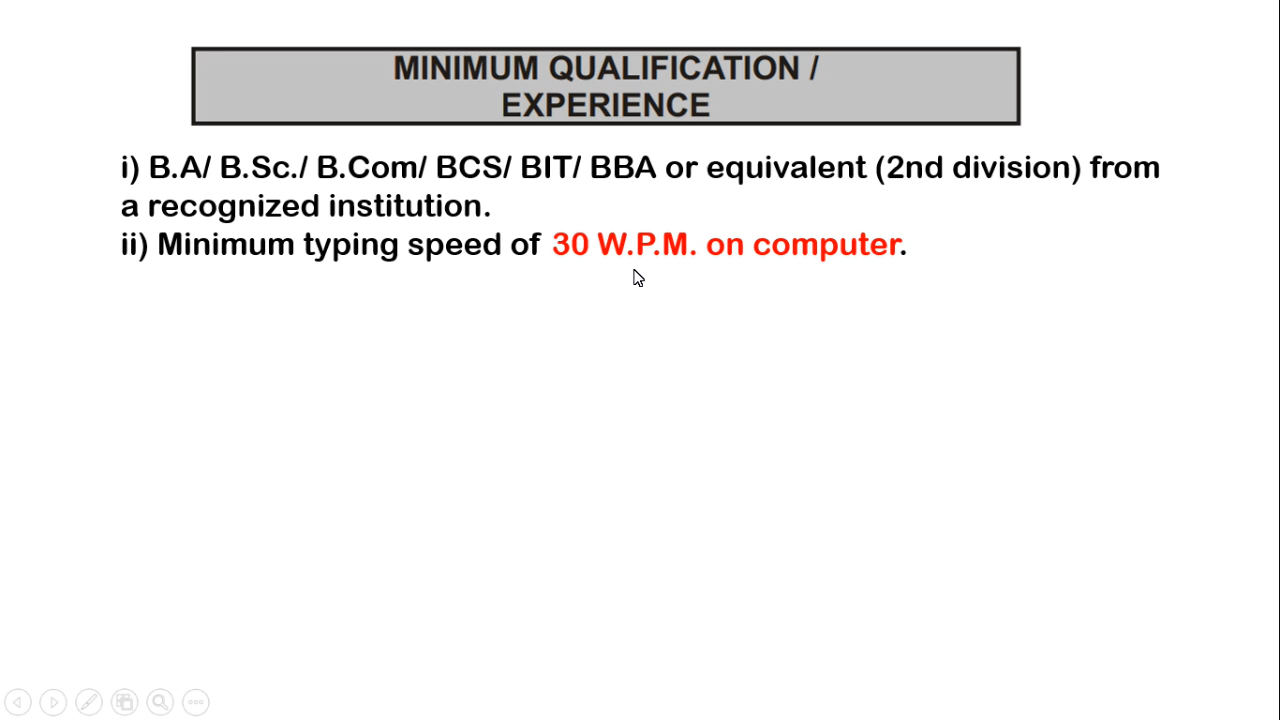 MINIMUM QUALIFICATION /
EXPERIENCE
i) B.A/ B.Sc./ B.Com/ BCS/ BIT/ BBA or equivalent (2nd division) from
a recognized institution.
ii) Minimum typing speed of 30 W.P.M. on computer.